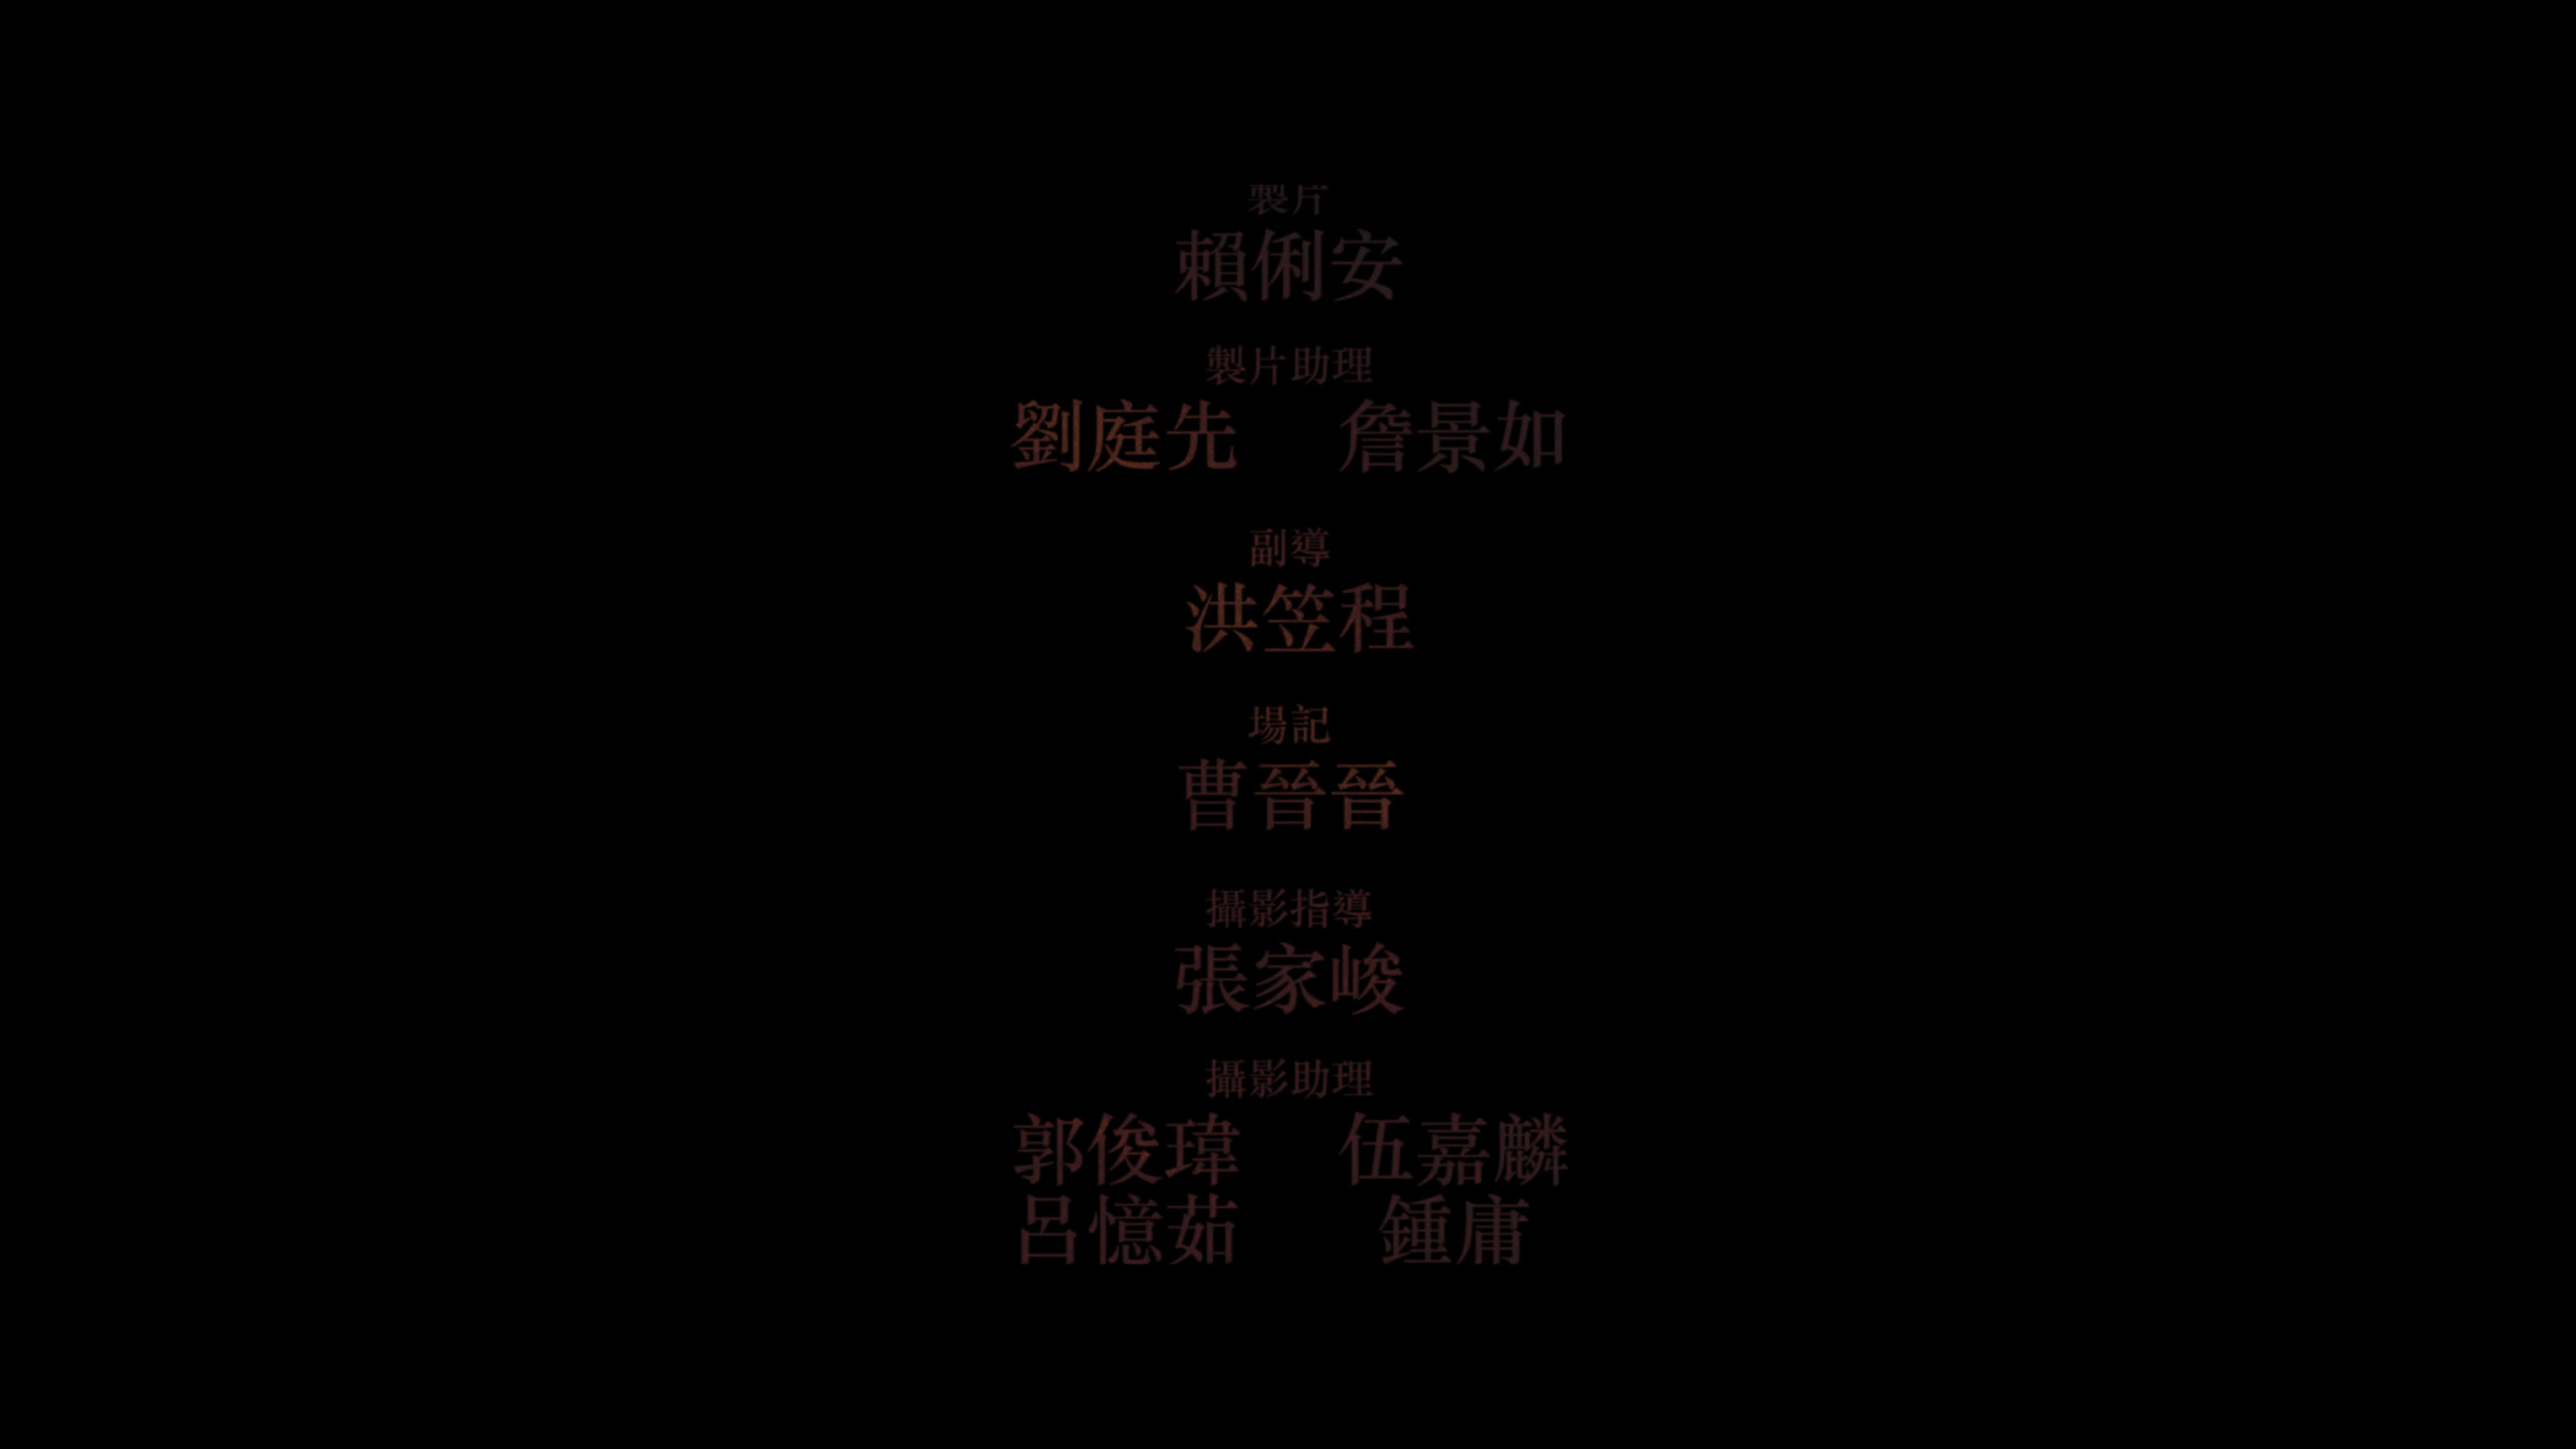 製片
賴俐安
製片助理
劉庭先 詹景如
副導
洪笠程
場記
曹晉晉
攝影指導
張家峻
攝影助理
郭俊瑋 伍嘉麟
呂憶茹 鍾庸